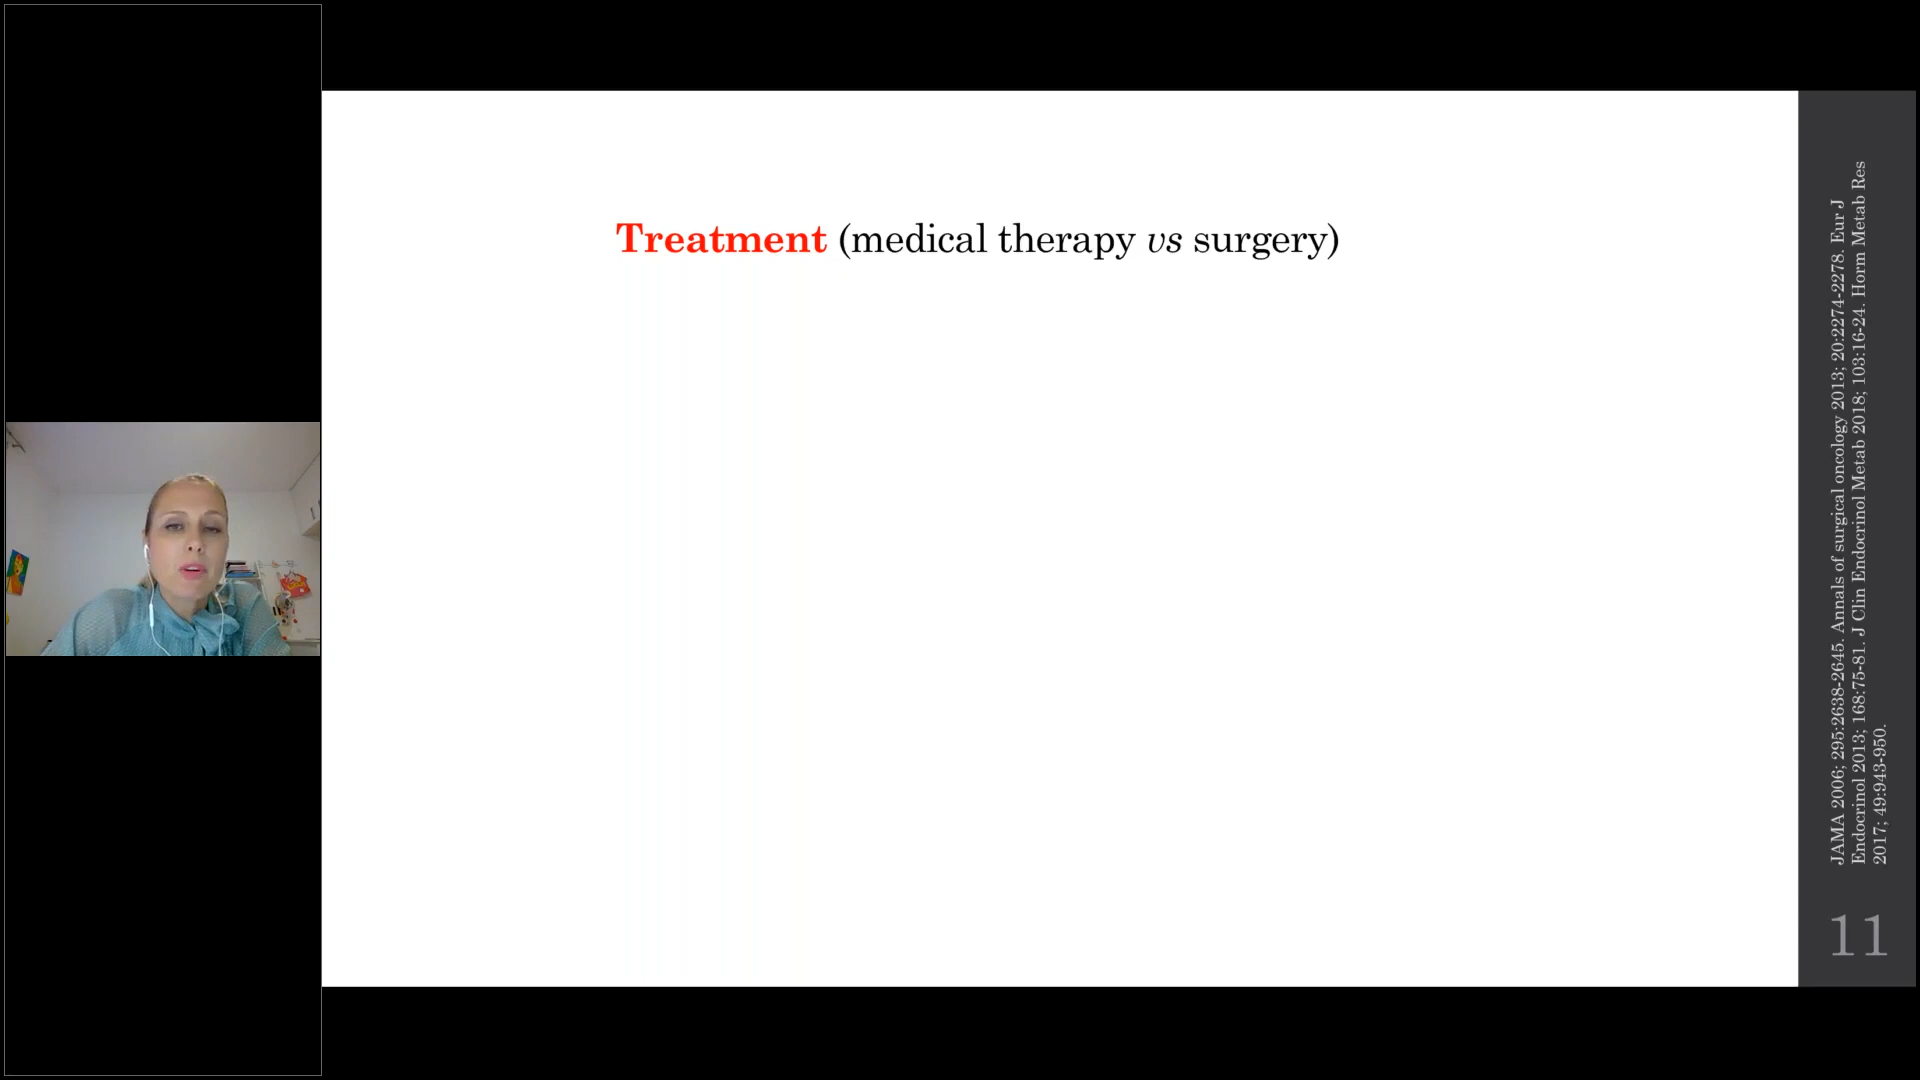 Treatment (medical therapy vs surgery)
JAMA 2006; 295:2638-2645. Annals of surgical oncology 2013; 20:2274-2278. Eur J
Endocrinol 2013; 168:75-81. J Clin Endocrinol Metab 2018; 103:16-24. Horm Metab Res
2017; 49:943-950.
11